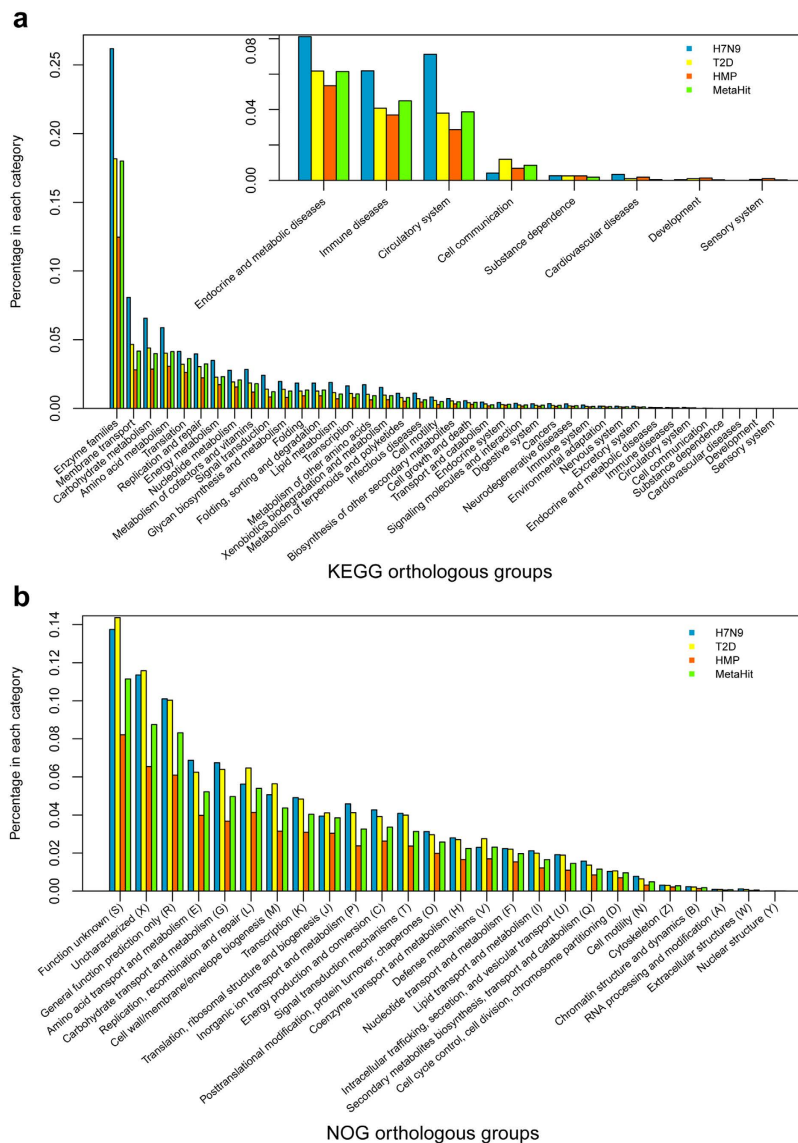 a
Percentage in each category
0.25
0.20
0.15
0.10
0.05
0.00
0.08
0.04
0.00
H7N9
T2D
HMP
MetaHit
Endocrine and metabolic diseases
Immune diseases
Circulatory system
Cell communication
Substance dependence
Cardiovascular diseases
Development
Sensory system
Enzyme families
Membrane transport
Carbohydrate metabolism
Amino acid metabolism
Translation
Replication and repair
Energy metabolism
Nucleotide metabolism
Metabolism of cofactors and vitamins
Signal transduction
Glycan biosynthesis and metabolism
Folding
Folding, sorting and degradation
Lipid metabolism
Transcription
Metabolism of other amino acids
Xenobiotics biodegradation and metabolism
Metabolism of terpenoids and polyketides
Infectious diseases
Cell motility
Biosynthesis of other secondary metabolites
Cell growth and death
Transport and catabolism
Endocrine system
Signaling molecules and interaction
Digestive system
Cancers
Neurodegenerative diseases
Immune system
Environmental adaptation
Nervous system
Excretory system
Endocrine and metabolic diseases
Immune diseases
Circulatory system
Cell communication
Substance dependence
Cardiovascular diseases
Development
Sensory system
KEGG orthologous groups
b
Percentage in each category
0.14
0.12
0.10
0.08
0.06
0.04
0.02
0.00
H7N9
T2D
HMP
MetaHit
Function unknown (S)
Uncharacterized (X)
General function prediction only (R)
Amino acid transport and metabolism (E)
Carbohydrate transport and metabolism (G)
Replication, recombination and repair (L)
Cell wall/membrane/envelope biogenesis (M)
Transcription (K)
Translation, ribosomal structure and biogenesis (J)
Inorganic ion transport and metabolism (P)
Energy production and conversion (C)
Signal transduction mechanisms (T)
Posttranslational modification, protein turnover, chaperones (O)
Coenzyme transport and metabolism (H)
Defense mechanisms (V)
Nucleotide transport and metabolism (F)
Lipid transport and metabolism (I)
Intracellular trafficking, secretion, and vesicular transport (U)
Secondary metabolites biosynthesis, transport and catabolism (Q)
Cell cycle control, cell division, chromosome partitioning (D)
Cell motility (N)
Cytoskeleton (Z)
Chromatin structure and dynamics (B)
RNA processing and modification (A)
Extracellular structures (W)
Nuclear structure (Y)
NOG orthologous groups